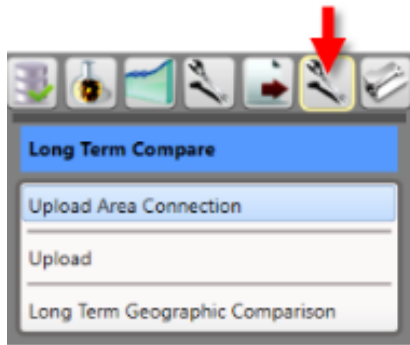 Long Term Compare
Upload Area Connection
Upload
Long Term Geographic Comparison